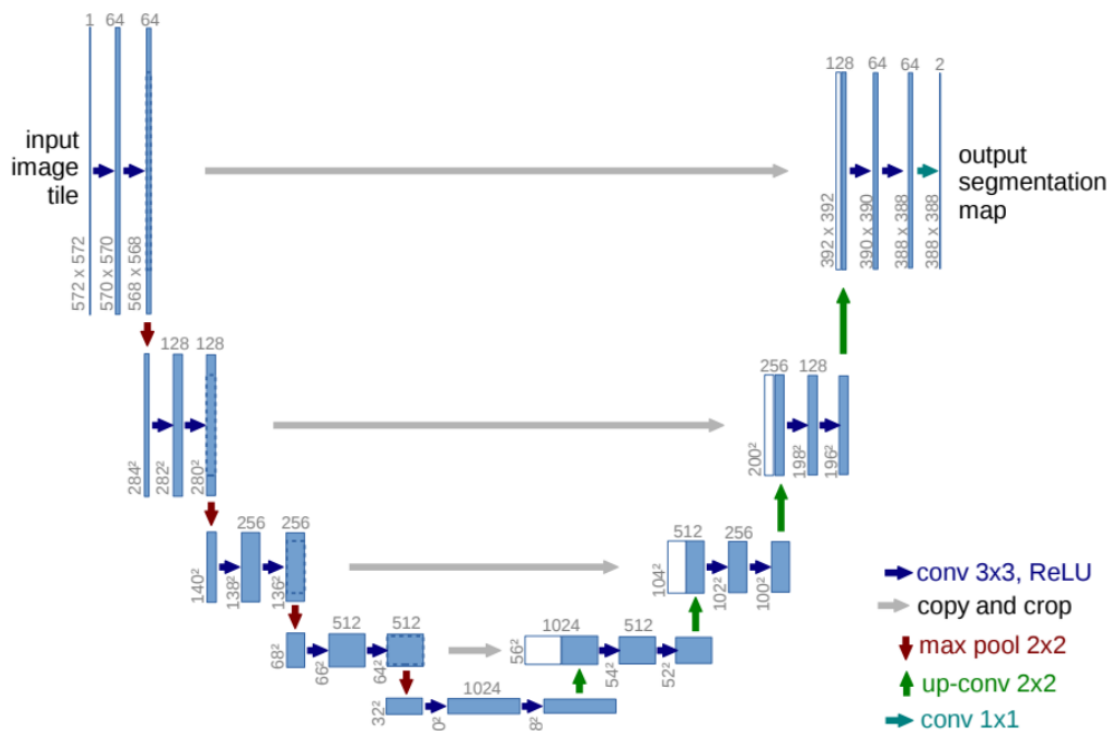 1 64 64
input
image
tile
572 x 572
570 x 570
568 x 568
128 64 64 2
output
segmentation
map
392 x 392
390 x 390
388 x 388
388 x 388
128 128
284²
282²
280²
256 128
200²
198²
196²
256 256
140²
138²
136²
512 256
104²
102²
100²
512 512
68²
66²
64²
1024 512
56²
54²
52²
1024
32²
0²
8²
conv 3x3, ReLU
copy and crop
max pool 2x2
up-conv 2x2
conv 1x1